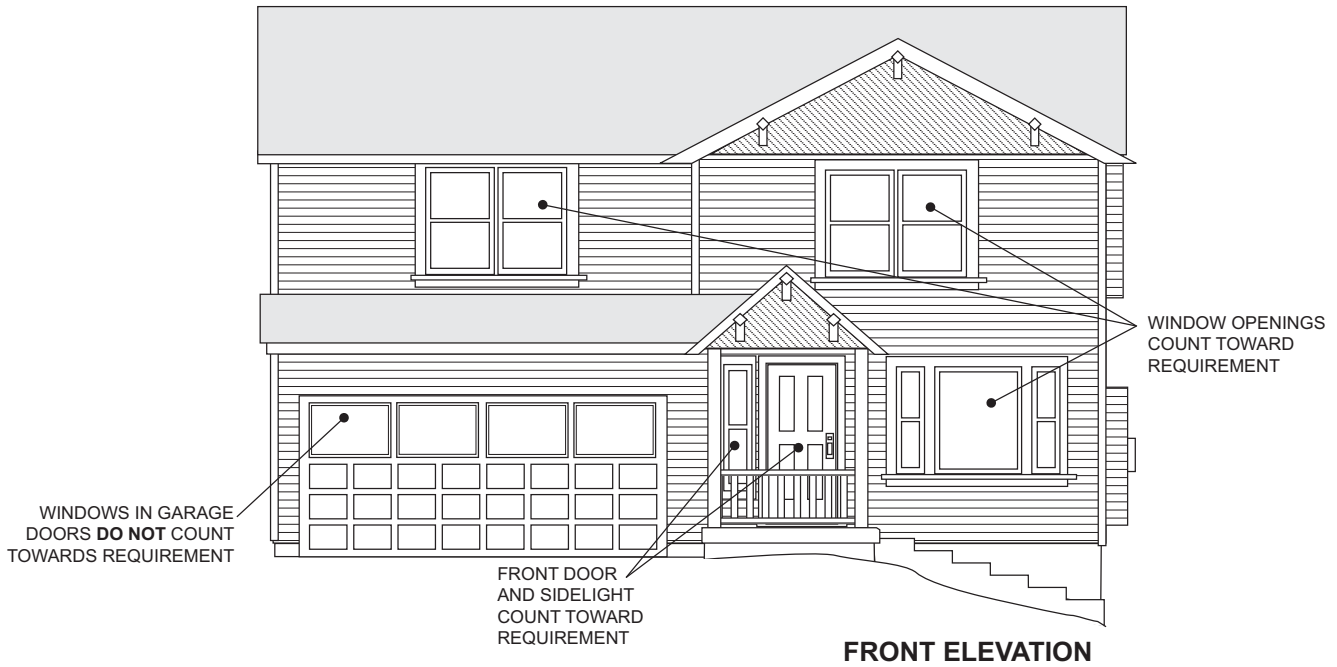 WINDOW OPENINGS
COUNT TOWARD
REQUIREMENT
WINDOWS IN GARAGE
DOORS DO NOT COUNT
TOWARDS REQUIREMENT
FRONT DOOR
AND SIDELIGHT
COUNT TOWARD
REQUIREMENT
FRONT ELEVATION